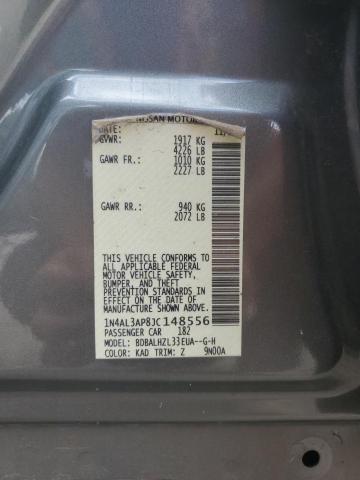 NISSAN MOTOR
DATE: 11/
GVWR: 1917 KG
4226 LB
GAWR FR.: 1010 KG
2227 LB
GAWR RR.: 940 KG
2072 LB
THIS VEHICLE CONFORMS TO
ALL APPLICABLE FEDERAL
MOTOR VEHICLE SAFETY,
BUMPER, AND THEFT
PREVENTION STANDARDS
IN EFFECT ON THE DATE
OF MANUFACTURE
SHOWN ABOVE.
1N4AL3AP8JC148556
PASSENGER CAR 182
MODEL: BDBALHZL33EUA--G-H
COLOR: KAD TRIM: Z 9N00A